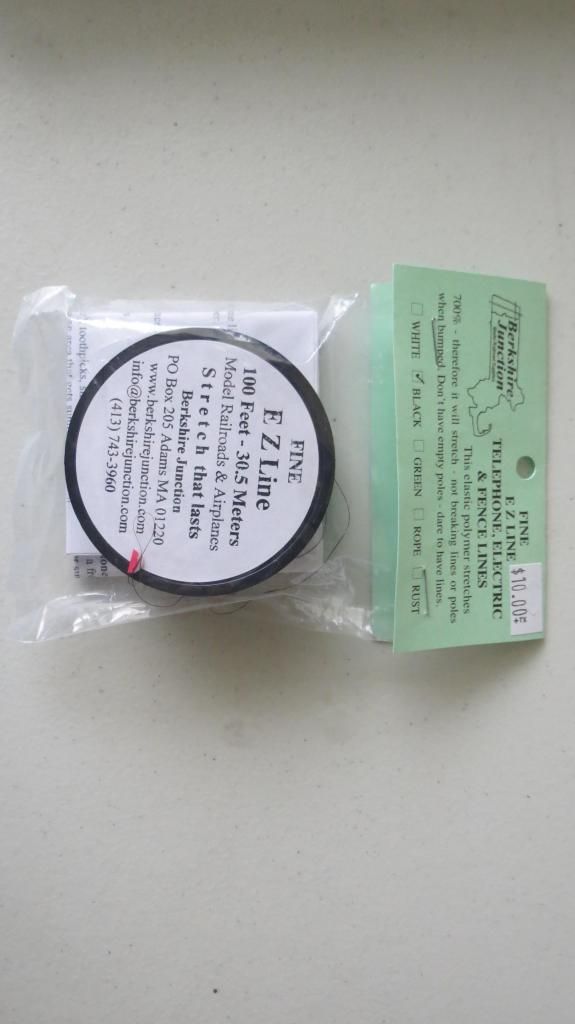 Berkshire
Junction
FINE
E Z LINE
TELEPHONE, ELECTRIC
& FENCE LINES
$10.00
This elastic polymer stretches
700% - therefore it will stretch - not breaking lines or poles
when bumped. Don't have empty poles - dare to have lines.
☐ WHITE ☑ BLACK ☐ GREEN ☐ ROPE ☐ RUST
FINE
E Z Line
100 Feet - 30.5 Meters
Model Railroads & Airplanes
Stretch that lasts
Berkshire Junction
PO Box 205 Adams MA 01220
www.berkshirejunction.com
info@berkshirejunction.com
(413) 743-3960
toothpicks,